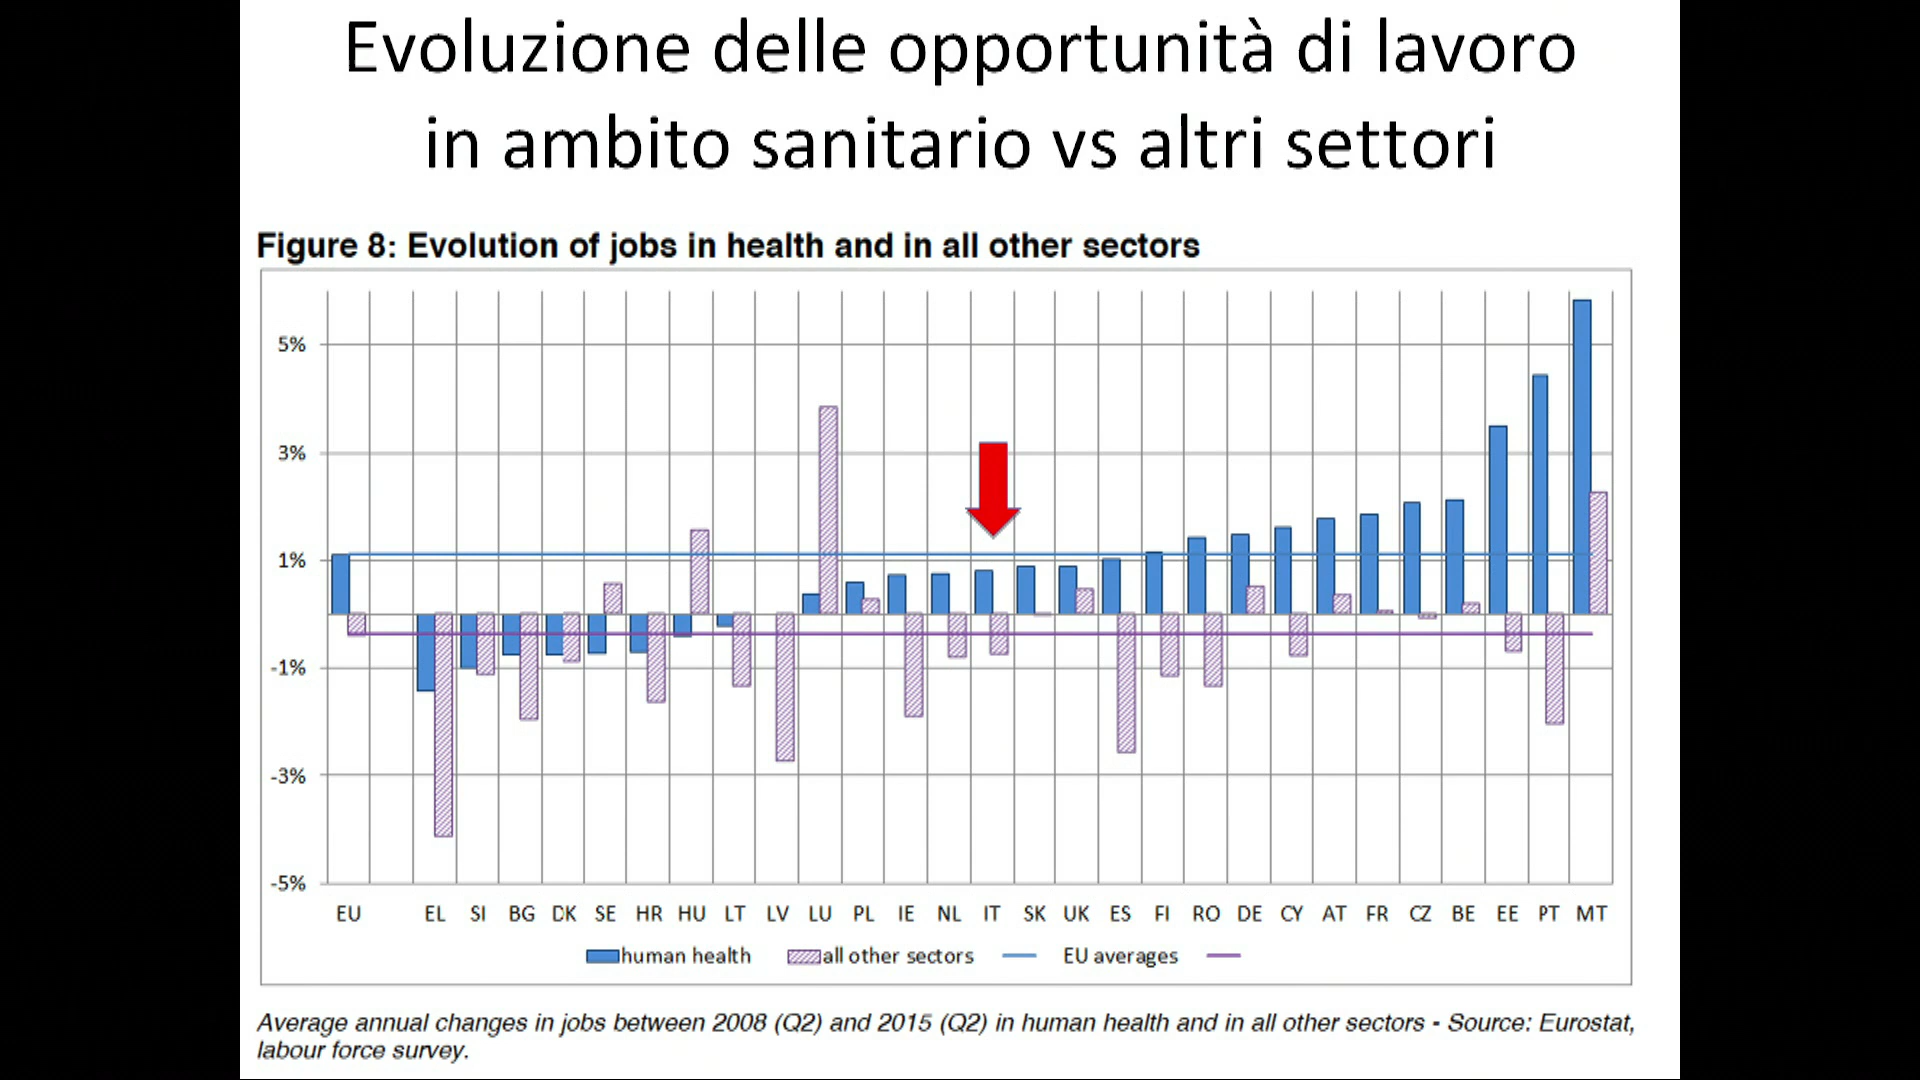 Evoluzione delle opportunità di lavoro
in ambito sanitario vs altri settori
Figure 8: Evolution of jobs in health and in all other sectors
5%
3%
1%
-1%
-3%
-5%
EU EL SI BG DK SE HR HU LT LV LU PL IE NL IT SK UK ES FI RO DE CY AT FR CZ BE EE PT MT
human health all other sectors EU averages
Average annual changes in jobs between 2008 (Q2) and 2015 (Q2) in human health and in all other sectors - Source: Eurostat,
labour force survey.